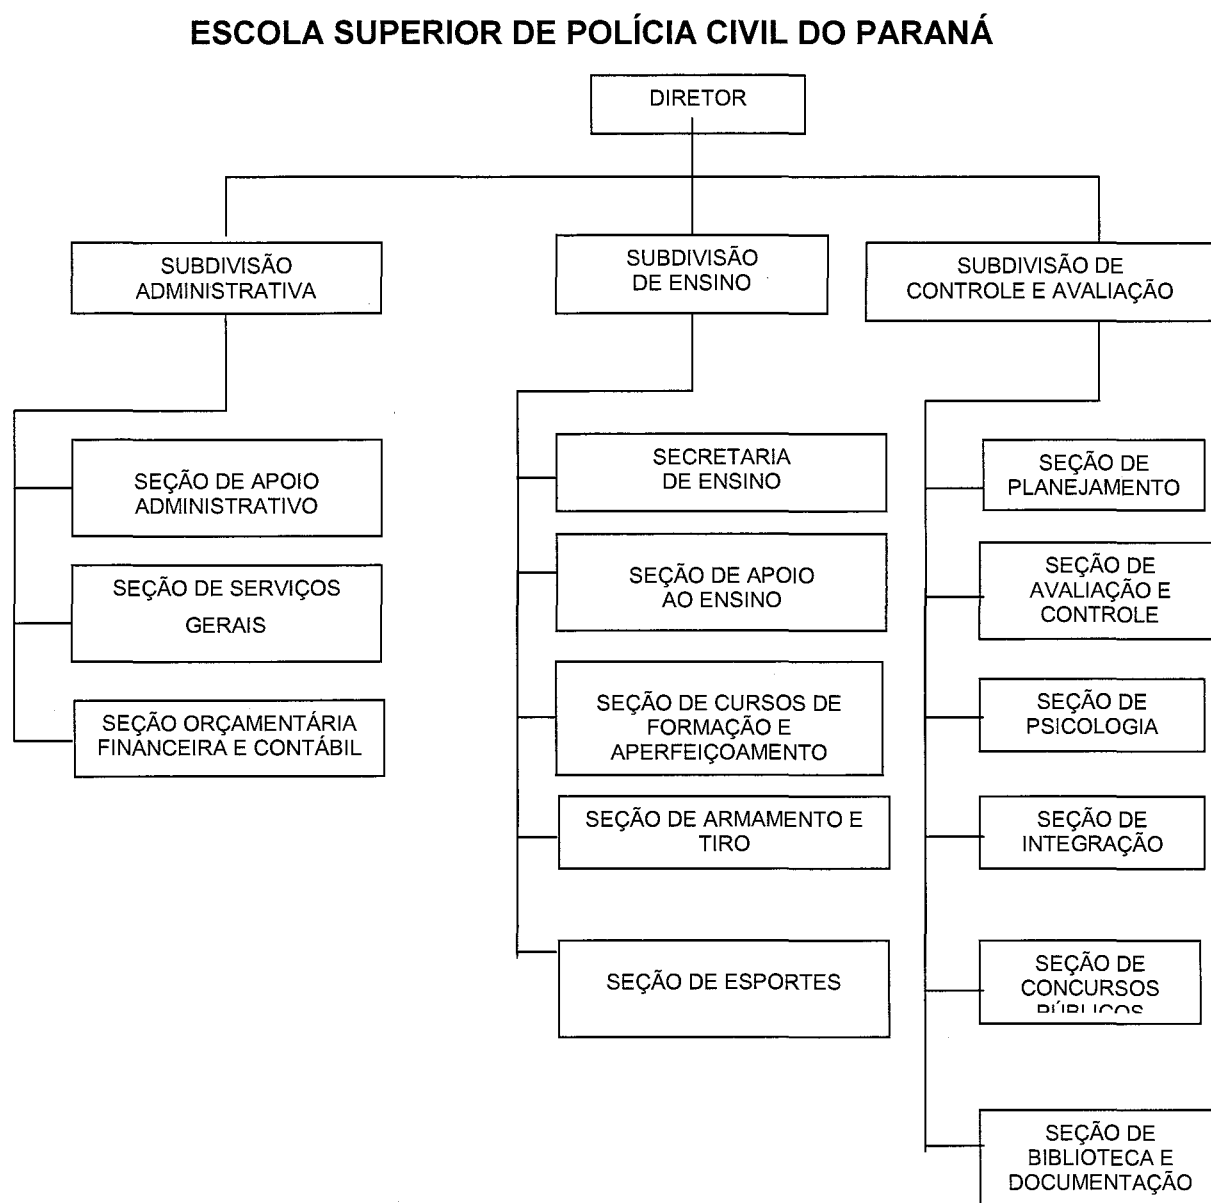 ESCOLA SUPERIOR DE POLÍCIA CIVIL DO PARANÁ
DIRETOR
SUBDIVISÃO
ADMINISTRATIVA
SEÇÃO DE APOIO
ADMINISTRATIVO
SEÇÃO DE SERVIÇOS
GERAIS
SEÇÃO ORÇAMENTÁRIA
FINANCEIRA E CONTÁBIL
SUBDIVISÃO
DE ENSINO
SECRETARIA
DE ENSINO
SEÇÃO DE APOIO
AO ENSINO
SEÇÃO DE CURSOS DE
FORMAÇÃO E
APERFEIÇOAMENTO
SEÇÃO DE ARMAMENTO E
TIRO
SEÇÃO DE ESPORTES
SUBDIVISÃO DE
CONTROLE E AVALIAÇÃO
SEÇÃO DE
PLANEJAMENTO
SEÇÃO DE
AVALIAÇÃO E
CONTROLE
SEÇÃO DE
PSICOLOGIA
SEÇÃO DE
INTEGRAÇÃO
SEÇÃO DE
CONCURSOS
PÚBLICOS
SEÇÃO DE
BIBLIOTECA E
DOCUMENTAÇÃO